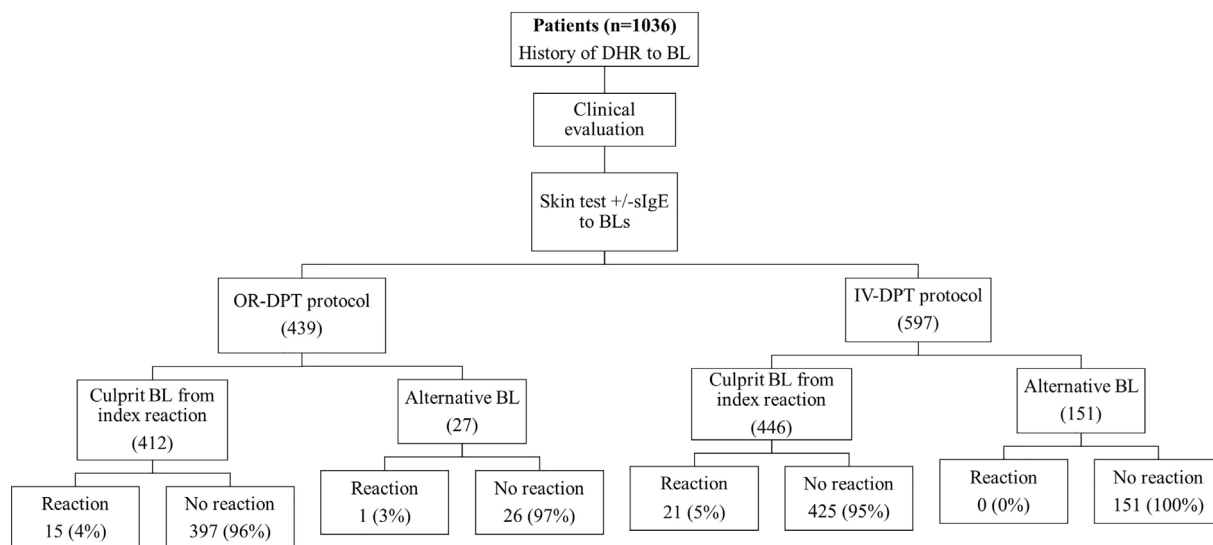 Patients (n=1036)
History of DHR to BL
Clinical
evaluation
Skin test +/-sIgE
to BLs
OR-DPT protocol
(439)
IV-DPT protocol
(597)
Culprit BL from
index reaction
(412)
Alternative BL
(27)
Culprit BL from
index reaction
(446)
Alternative BL
(151)
Reaction
15 (4%)
No reaction
397 (96%)
Reaction
1 (3%)
No reaction
26 (97%)
Reaction
21 (5%)
No reaction
425 (95%)
Reaction
0 (0%)
No reaction
151 (100%)